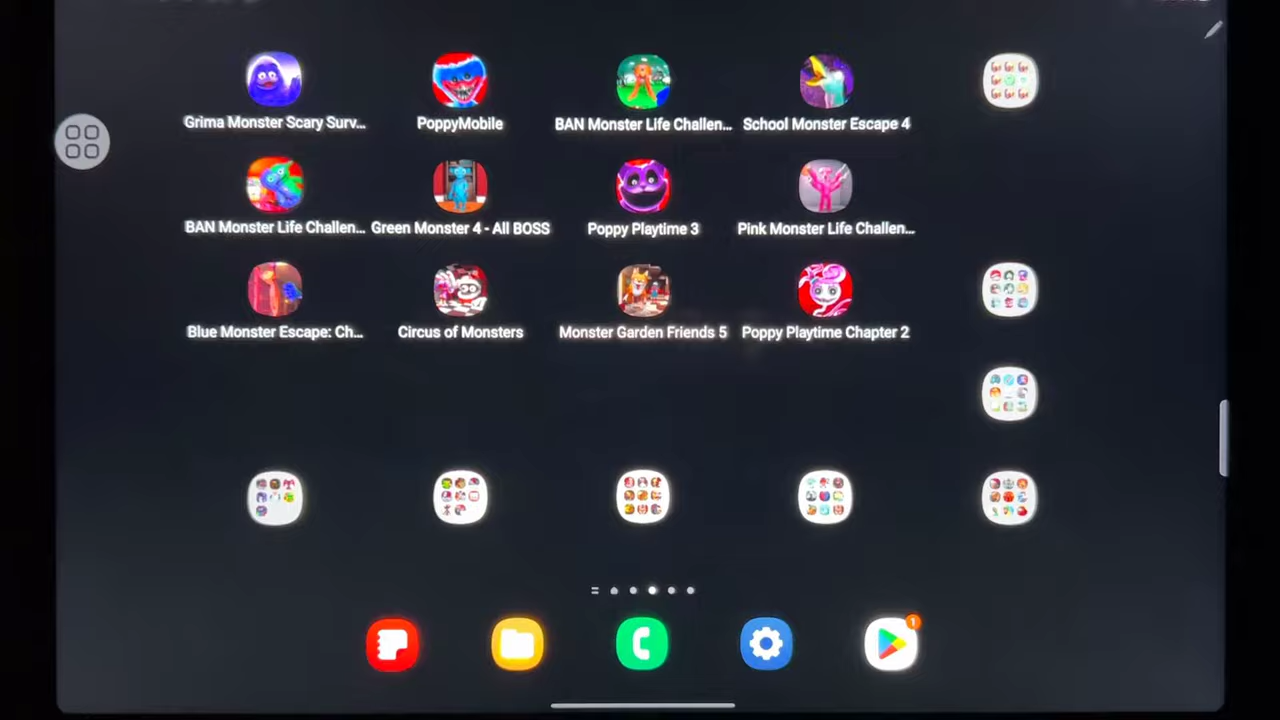 Grima Monster Scary Surv...
PoppyMobile
BAN Monster Life Challen...
School Monster Escape 4
BAN Monster Life Challen...
Green Monster 4 - All BOSS
Poppy Playtime 3
Pink Monster Life Challen...
Blue Monster Escape: Ch...
Circus of Monsters
Monster Garden Friends 5
Poppy Playtime Chapter 2
1